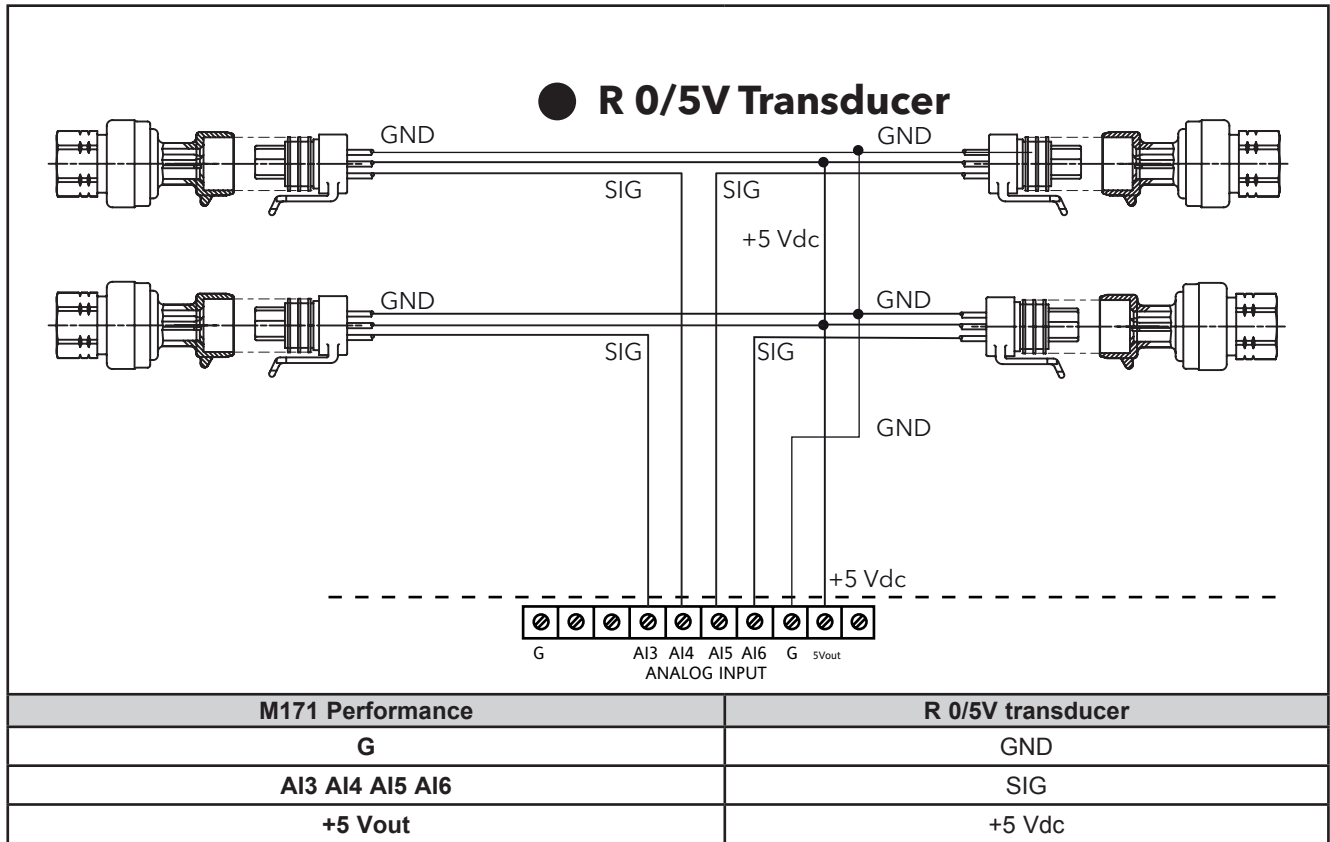 ● R 0/5V Transducer
GND GND
SIG SIG
+5 Vdc
GND GND
SIG SIG
GND
+5 Vdc
G AI3 AI4 AI5 AI6 G 5Vout
ANALOG INPUT
M171 Performance R 0/5V transducer
G GND
AI3 AI4 AI5 AI6 SIG
+5 Vout +5 Vdc